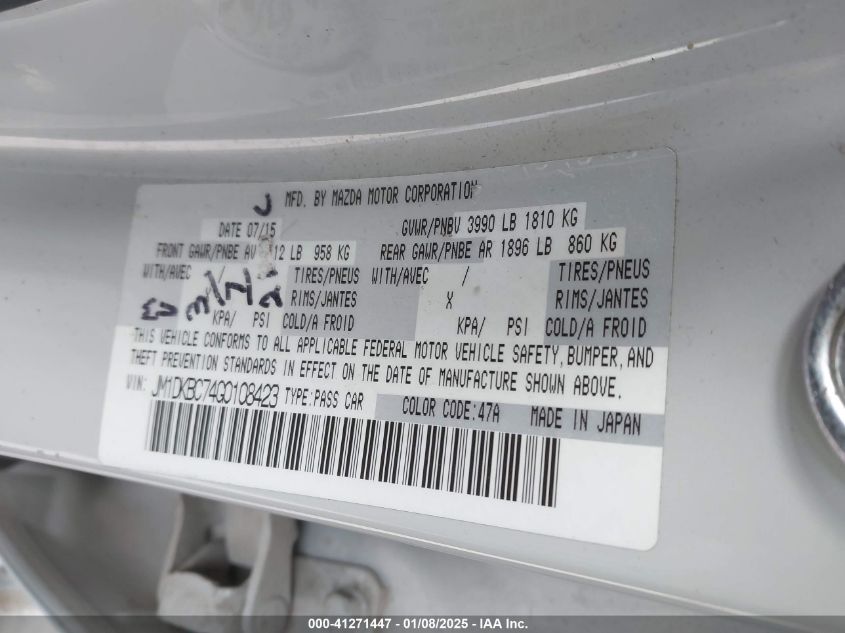 MFD. BY MAZDA MOTOR CORPORATION
DATE 07/15 GVWR/PNBV 3990 LB 1810 KG
FRONT GAWR/PNBE AV 12 LB 958 KG REAR GAWR/PNBE AR 1896 LB 860 KG
WITH/AVEC TIRES/PNEUS WITH/AVEC / TIRES/PNEUS
RIMS/JANTES X RIMS/JANTES
KPA/ PSI COLD/A FROID KPA/ PSI COLD/A FROID
THIS VEHICLE CONFORMS TO ALL APPLICABLE FEDERAL MOTOR VEHICLE SAFETY, BUMPER, AND
THEFT PREVENTION STANDARDS IN EFFECT ON THE DATE OF MANUFACTURE SHOWN ABOVE.
VIN: JM1DKBC74G0108423 TYPE:PASS CAR COLOR CODE:47A MADE IN JAPAN
000-41271447 | 01/08/2025 - IAA Inc.